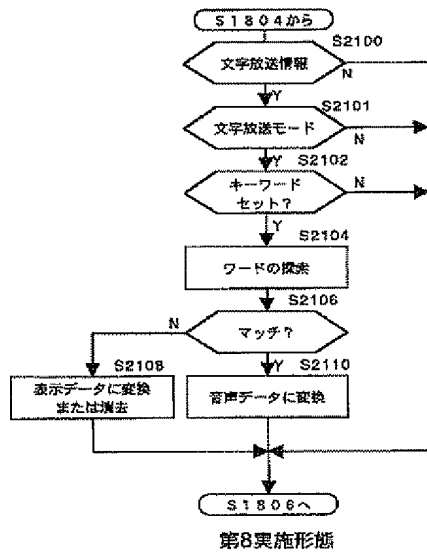 S1804から
S2100
文字放送情報
N
Y
S2101
文字放送モード
N
Y
S2102
キーワード
セット?
N
Y
S2104
ワードの探索
S2106
N
マッチ?
S2108
Y
S2110
表示データに変換
または消去
音声データに変換
S1806へ
第8実施形態